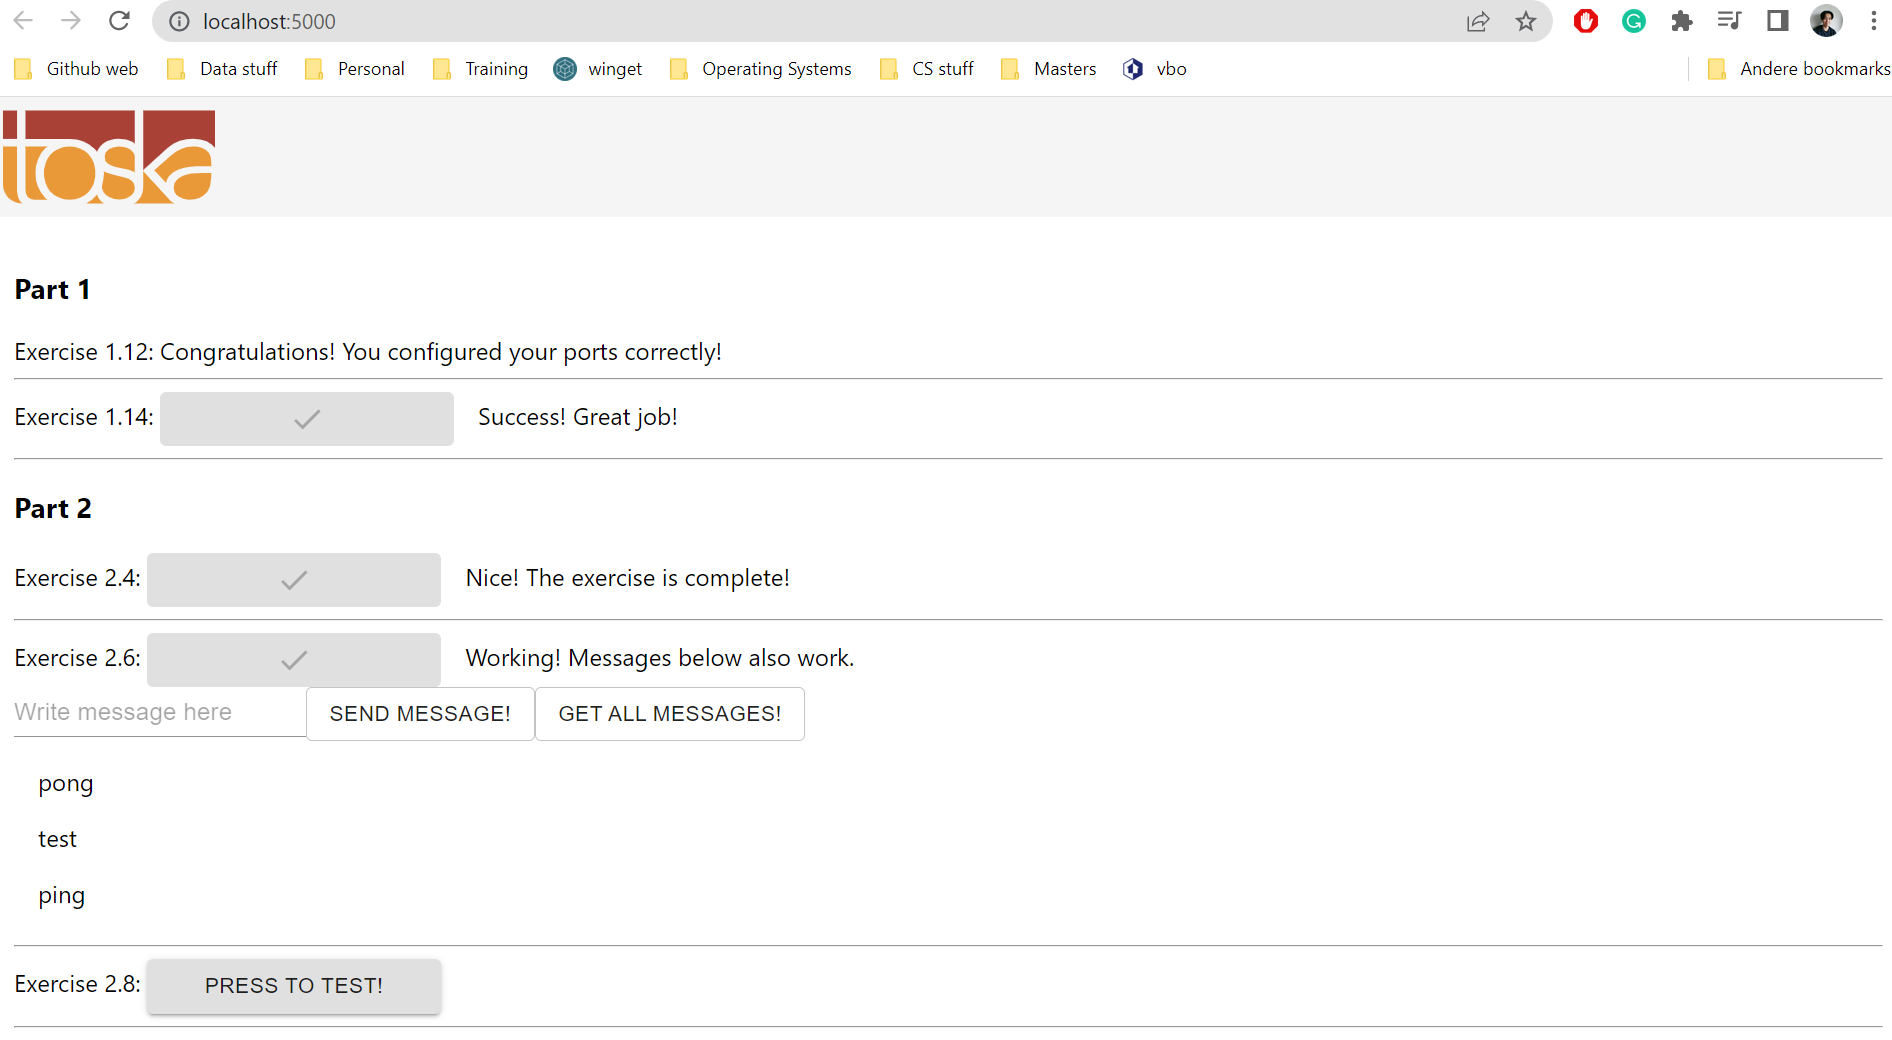 localhost:5000
Github web Data stuff Personal Training winget Operating Systems CS stuff Masters vbo Andere bookmarks
toska
Part 1
Exercise 1.12: Congratulations! You configured your ports correctly!
Exercise 1.14: Success! Great job!
Part 2
Exercise 2.4: Nice! The exercise is complete!
Exercise 2.6: Working! Messages below also work.
Write message here SEND MESSAGE! GET ALL MESSAGES!
pong
test
ping
Exercise 2.8: PRESS TO TEST!